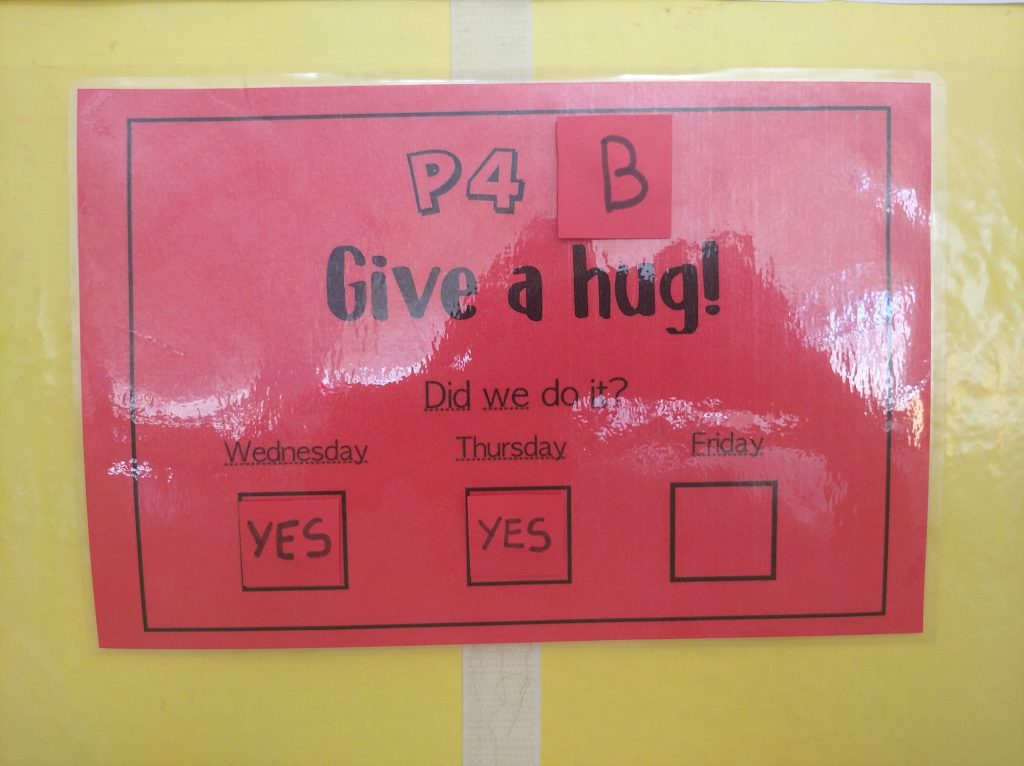 P4 B
Give a hug!
Did we do it?
Wednesday Thursday Friday
YES YES